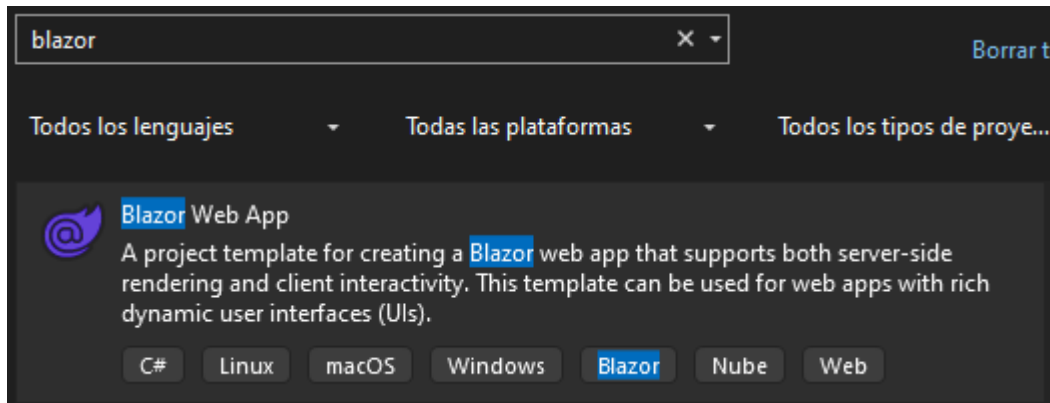 blazor
Borrar t
Todos los lenguajes Todas las plataformas Todos los tipos de proye...
Blazor Web App
A project template for creating a Blazor web app that supports both server-side
rendering and client interactivity. This template can be used for web apps with rich
dynamic user interfaces (UIs).
C# Linux macOS Windows Blazor Nube Web